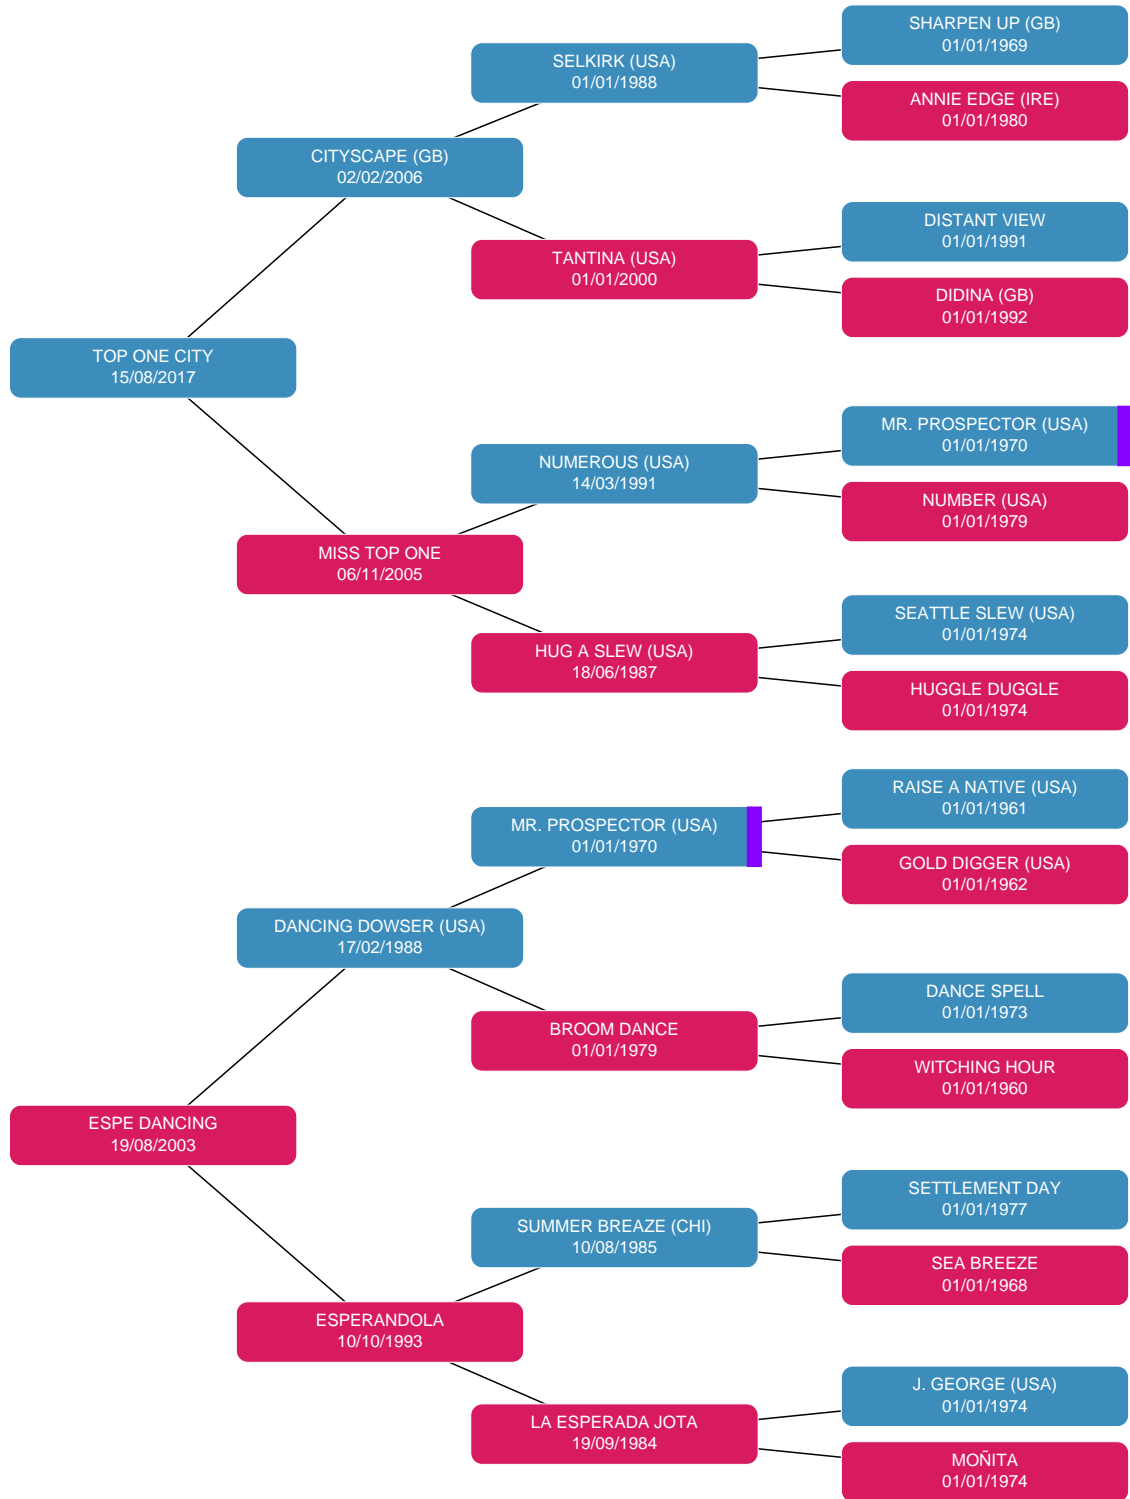 SHARPEN UP (GB)
01/01/1969
SELKIRK (USA)
01/01/1988
ANNIE EDGE (IRE)
01/01/1980
CITYSCAPE (GB)
02/02/2006
DISTANT VIEW
01/01/1991
TANTINA (USA)
01/01/2000
DIDINA (GB)
01/01/1992
TOP ONE CITY
15/08/2017
MR. PROSPECTOR (USA)
01/01/1970
NUMEROUS (USA)
14/03/1991
NUMBER (USA)
01/01/1979
MISS TOP ONE
06/11/2005
SEATTLE SLEW (USA)
01/01/1974
HUG A SLEW (USA)
18/06/1987
HUGGLE DUGGLE
01/01/1974
RAISE A NATIVE (USA)
01/01/1961
MR. PROSPECTOR (USA)
01/01/1970
GOLD DIGGER (USA)
01/01/1962
DANCING DOWSER (USA)
17/02/1988
DANCE SPELL
01/01/1973
BROOM DANCE
01/01/1979
WITCHING HOUR
01/01/1960
ESPE DANCING
19/08/2003
SETTLEMENT DAY
01/01/1977
SUMMER BREAZE (CHI)
10/08/1985
SEA BREEZE
01/01/1968
ESPERANDOLA
10/10/1993
J. GEORGE (USA)
01/01/1974
LA ESPERADA JOTA
19/09/1984
MOÑITA
01/01/1974